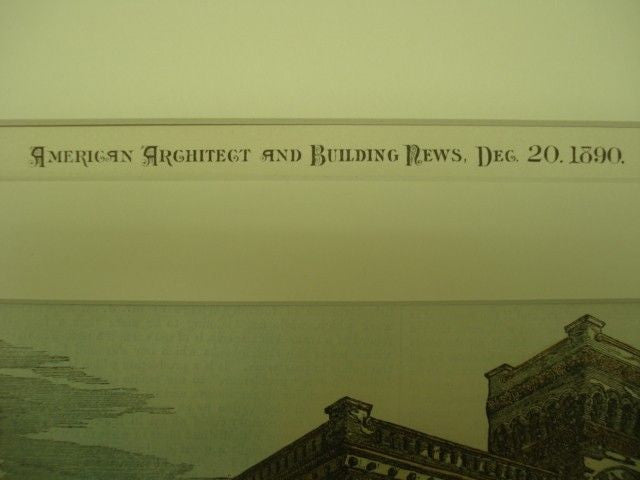 American Architect and Building News, Dec. 20. 1890.